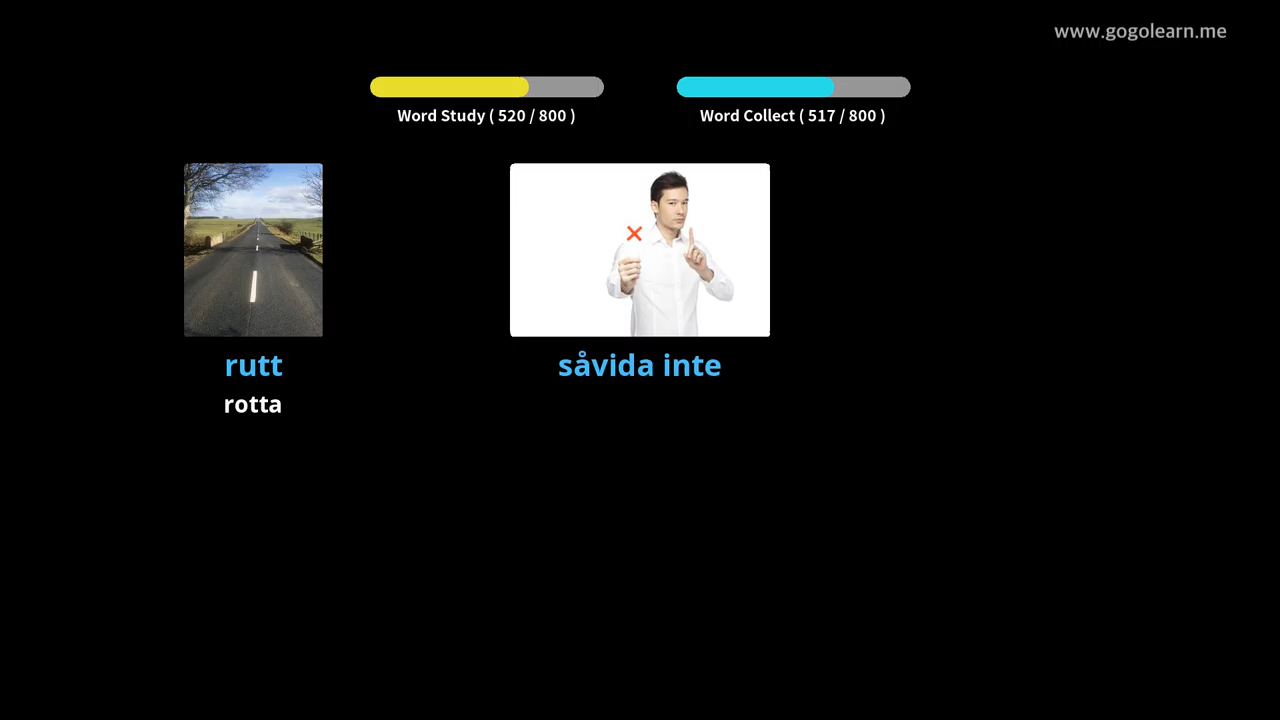 www.gogolearn.me
Word Study ( 520 / 800 )
Word Collect ( 517 / 800 )
rutt
rotta
såvida inte